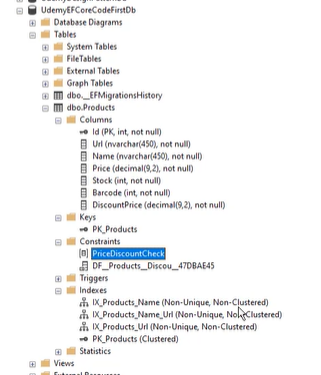 UdemyEFCoreCodeFirstDb
Database Diagrams
Tables
System Tables
FileTables
External Tables
Graph Tables
dbo.__EFMigrationsHistory
dbo.Products
Columns
Id (PK, int, not null)
Url (nvarchar(450), not null)
Name (nvarchar(450), not null)
Price (decimal(9,2), not null)
Stock (int, not null)
Barcode (int, not null)
DiscountPrice (decimal(9,2), not null)
Keys
PK_Products
Constraints
PriceDiscountCheck
DF__Products__Discou__47DBAE45
Triggers
Indexes
IX_Products_Name (Non-Unique, Non-Clustered)
IX_Products_Name_Url (Non-Unique, Non-Clustered)
IX_Products_Url (Non-Unique, Non-Clustered)
PK_Products (Clustered)
Statistics
Views